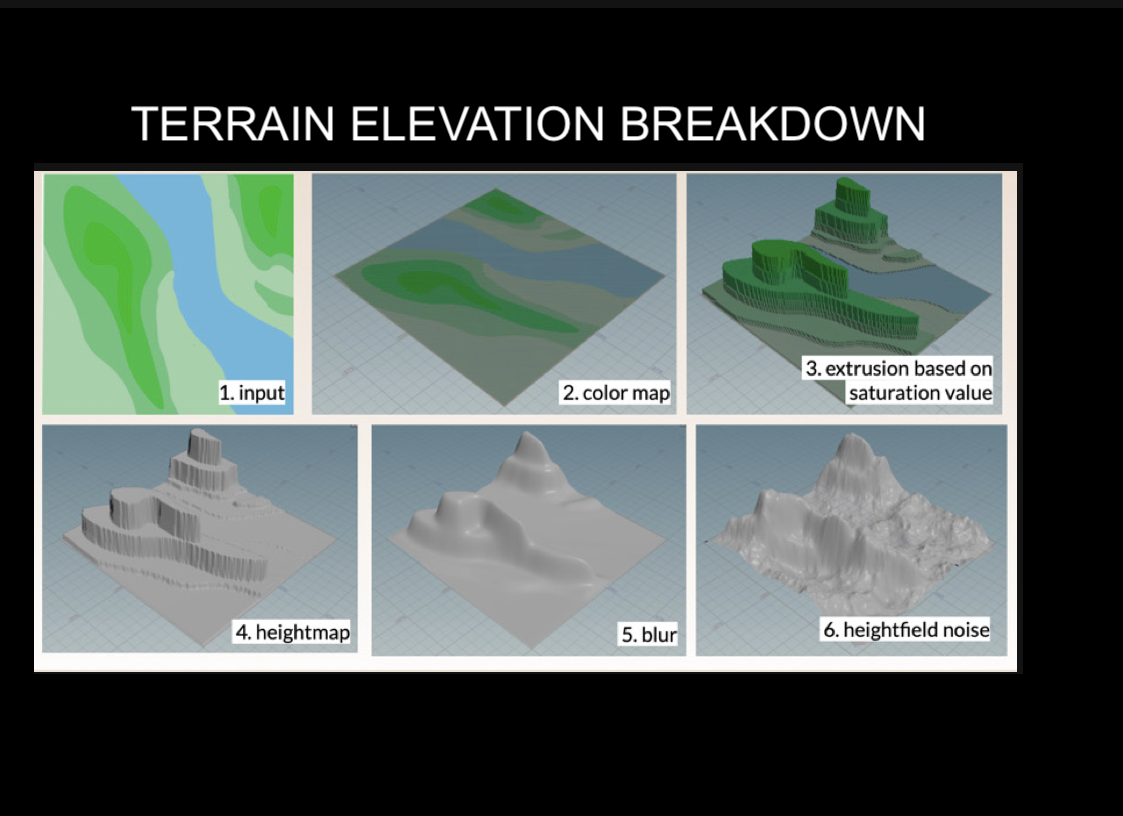 TERRAIN ELEVATION BREAKDOWN
1. input
2. color map
3. extrusion based on
saturation value
4. heightmap
5. blur
6. heightfield noise